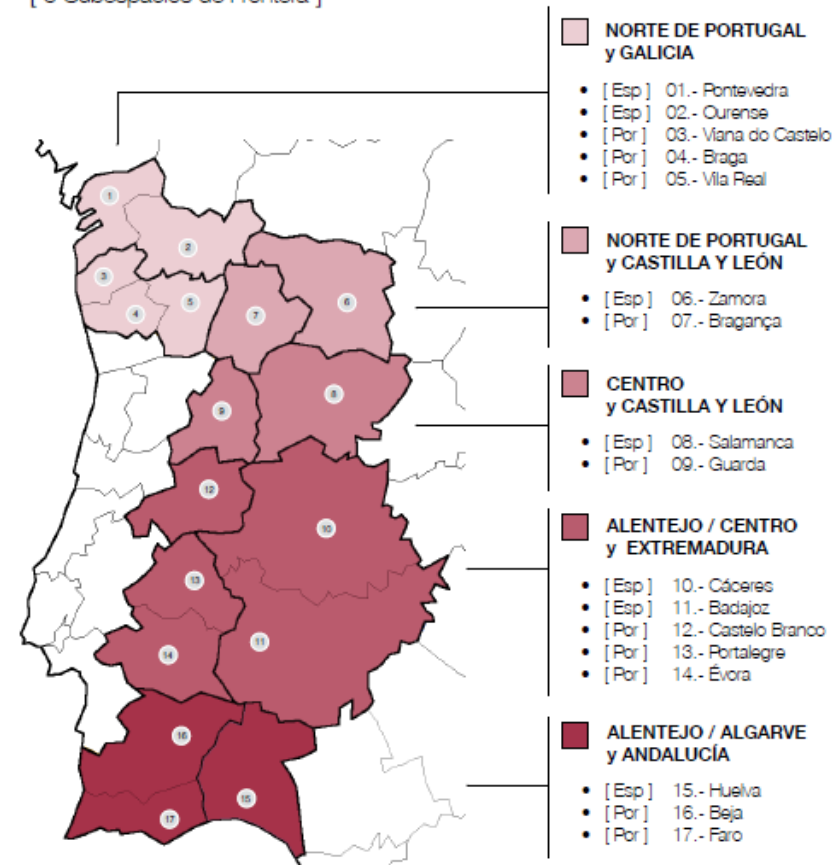 [ 5 Subespacios de Frontera ]
NORTE DE PORTUGAL
y GALICIA
• [ Esp ] 01.- Pontevedra
• [ Esp ] 02.- Ourense
• [ Por ] 03.- Viana do Castelo
• [ Por ] 04.- Braga
• [ Por ] 05.- Vila Real
NORTE DE PORTUGAL
y CASTILLA Y LEÓN
• [ Esp ] 06.- Zamora
• [ Por ] 07.- Bragança
CENTRO
y CASTILLA Y LEÓN
• [ Esp ] 08.- Salamanca
• [ Por ] 09.- Guarda
ALENTEJO / CENTRO
y EXTREMADURA
• [ Esp ] 10.- Cáceres
• [ Esp ] 11.- Badajoz
• [ Por ] 12.- Castelo Branco
• [ Por ] 13.- Portalegre
• [ Por ] 14.- Évora
ALENTEJO / ALGARVE
y ANDALUCÍA
• [ Esp ] 15.- Huelva
• [ Por ] 16.- Beja
• [ Por ] 17.- Faro
1
2
3
4
5
6
7
8
9
10
11
12
13
14
15
16
17